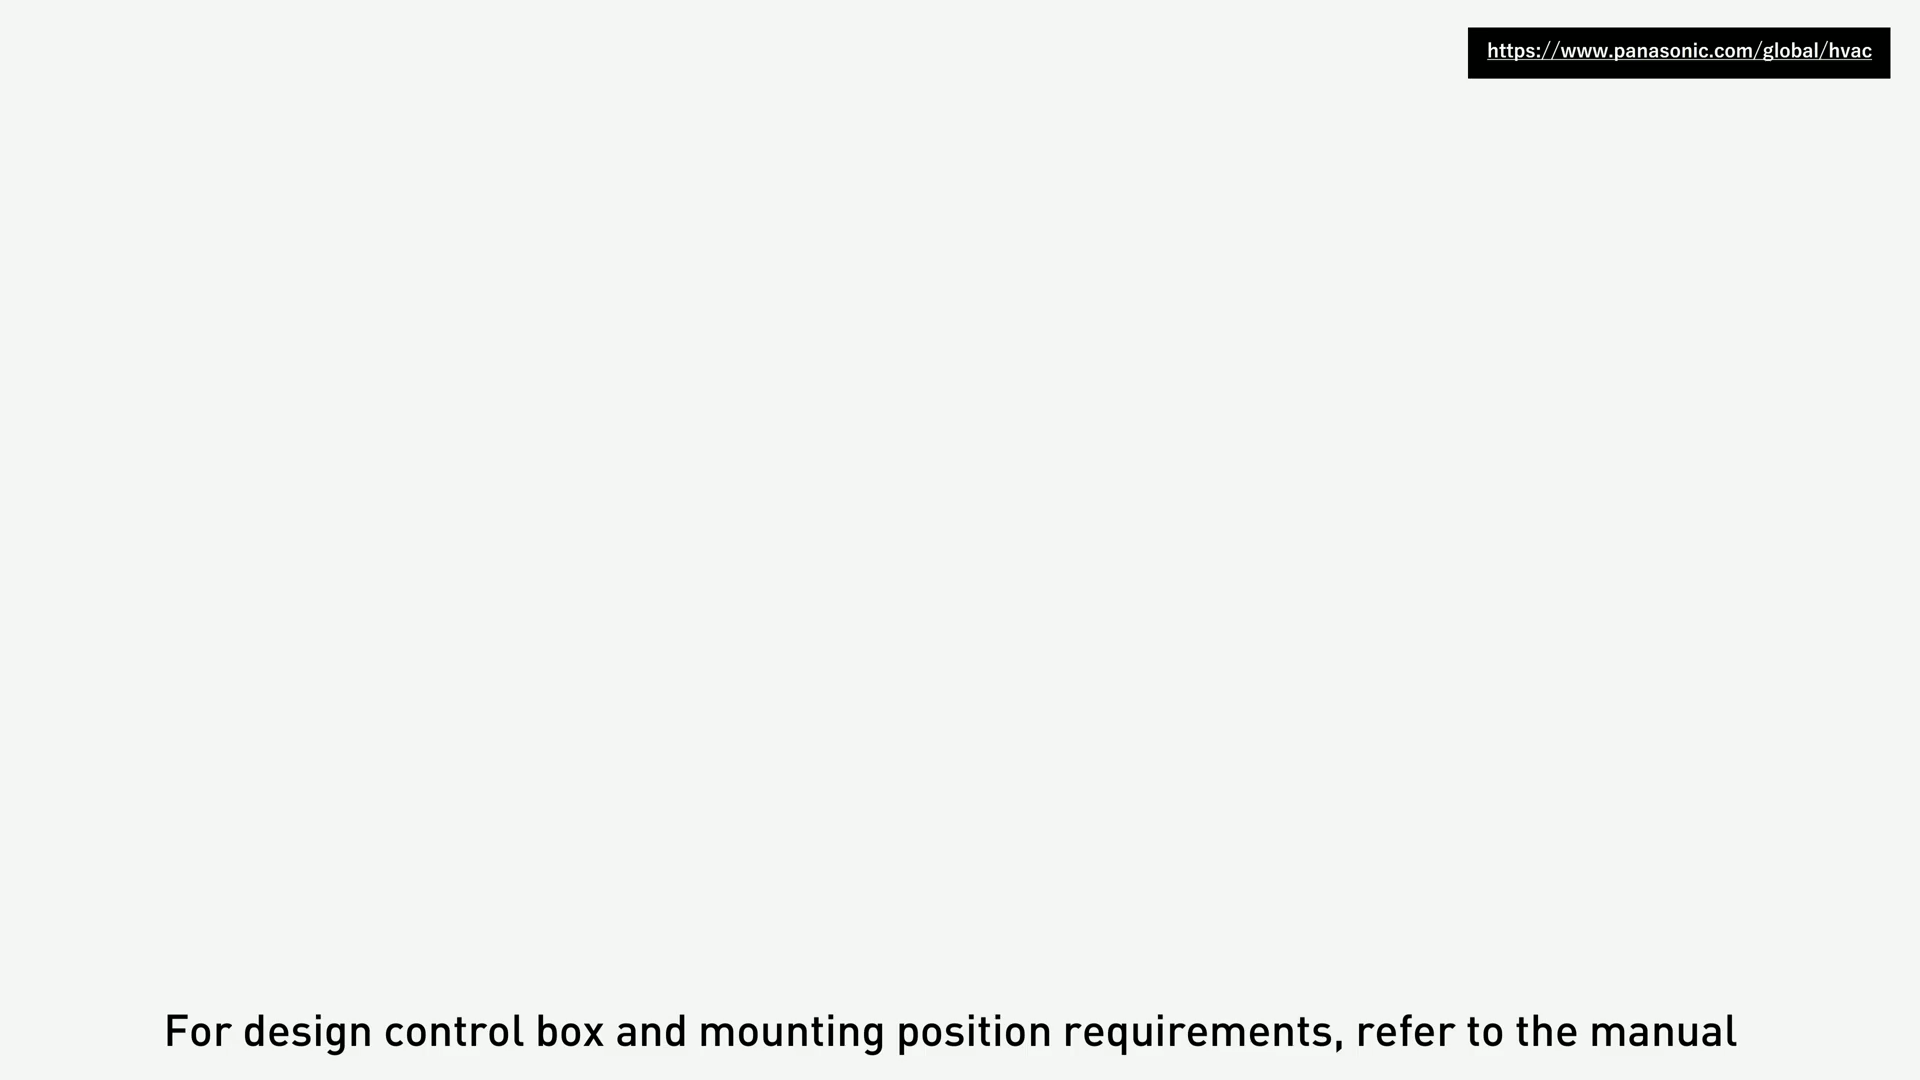 https://www.panasonic.com/global/hvac
For design control box and mounting position requirements, refer to the manual